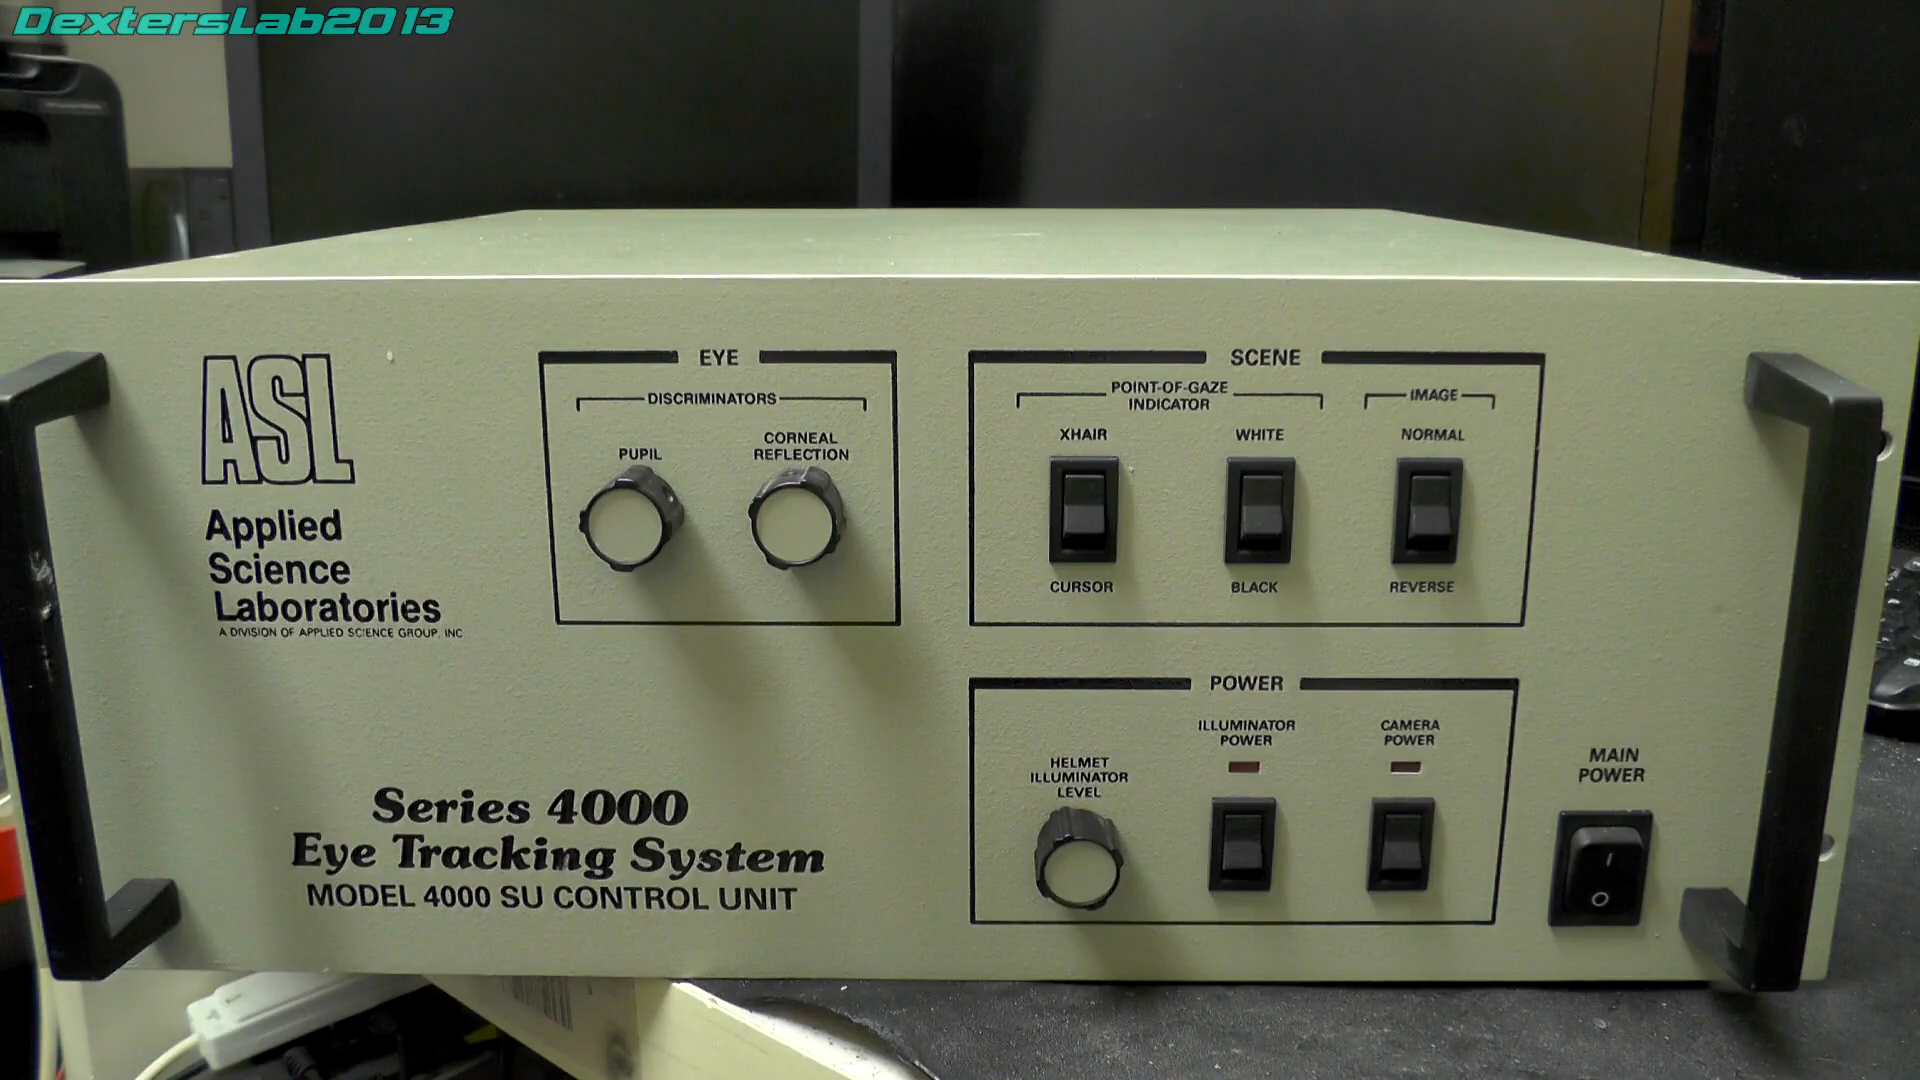 DextersLab2013
ASL
Applied
Science
Laboratories
A DIVISION OF APPLIED SCIENCE GROUP, INC
EYE
DISCRIMINATORS
PUPIL
CORNEAL
REFLECTION
SCENE
POINT-OF-GAZE
INDICATOR
IMAGE
XHAIR
WHITE
NORMAL
CURSOR
BLACK
REVERSE
POWER
ILLUMINATOR
POWER
CAMERA
POWER
HELMET
ILLUMINATOR
LEVEL
MAIN
POWER
Series 4000
Eye Tracking System
MODEL 4000 SU CONTROL UNIT